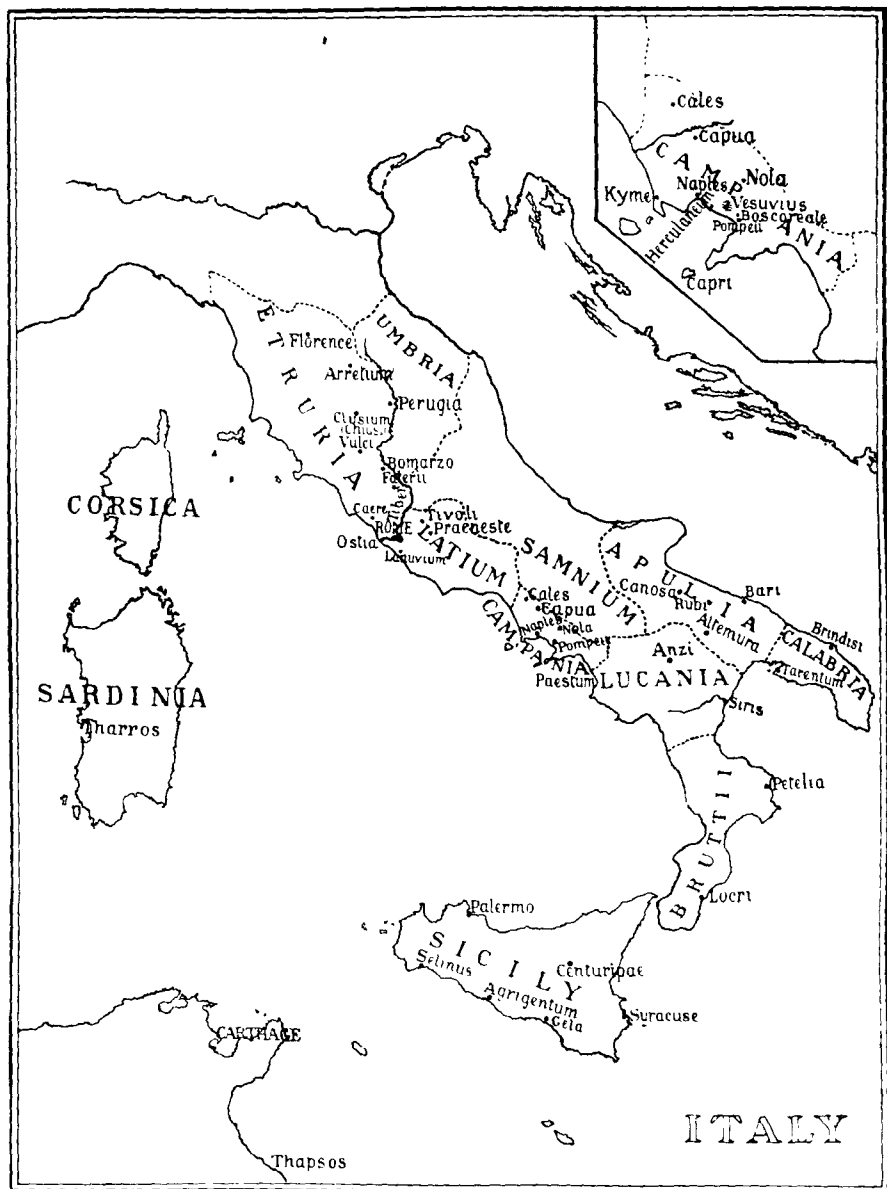 Cales
Capua
CAMPANIA
Nola
Naples
Kyme
Vesuvius
Boscoreale
Herculaneum
Pompeii
Capri
ETRURIA
UMBRIA
Florence
Arretium
Perugia
Clusium
(Chiusi)
Vulci
Bomarzo
Falerii
Tiber
CORSICA
Caere
Tivoli
ROME
Praeneste
Ostia
LATIUM
Lanuvium
SAMNIUM
APULIA
Canosa
Rubi
Bari
Cales
Capua
Altemura
Brindisi
Naples
Nola
CAMPANIA
Pompeii
Anzi
CALABRIA
SARDINIA
Paestum
LUCANIA
Tarentum
Tharros
Siris
Petelia
BRUTTII
Locri
Palermo
SICILY
Selinus
Centuripae
Agrigentum
Gela
Syracuse
CARTHAGE
ITALY
Thapsos